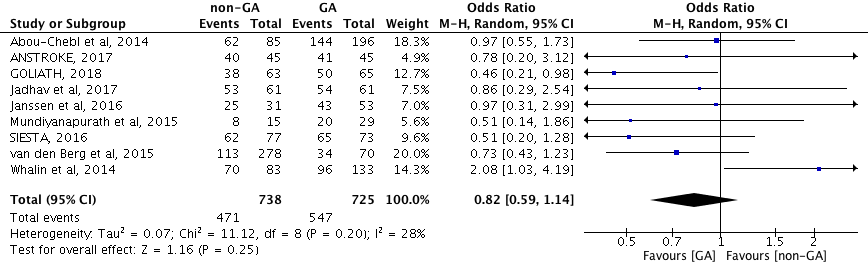 non-GA GA Odds Ratio Odds Ratio
Study or Subgroup Events Total Events Total Weight M-H, Random, 95% CI M-H, Random, 95% CI
Abou-Chebl et al, 2014 62 85 144 196 18.3% 0.97 [0.55, 1.73]
ANSTROKE, 2017 40 45 41 45 4.9% 0.78 [0.20, 3.12]
GOLIATH, 2018 38 63 50 65 12.7% 0.46 [0.21, 0.98]
Jadhav et al, 2017 53 61 54 61 7.5% 0.86 [0.29, 2.54]
Janssen et al, 2016 25 31 43 53 6.8% 0.97 [0.31, 2.99]
Mundiyanapurath et al, 2015 8 15 20 29 5.9% 0.51 [0.14, 1.86]
SIESTA, 2016 62 77 65 73 9.6% 0.51 [0.20, 1.28]
van den Berg et al, 2015 113 278 34 70 20.0% 0.73 [0.43, 1.23]
Whalin et al, 2014 70 83 96 133 14.3% 2.08 [1.03, 4.19]
Total (95% CI) 738 725 100.0% 0.82 [0.59, 1.14]
Total events 471 547
Heterogeneity: Tau² = 0.07; Chi² = 11.12, df = 8 (P = 0.20); I² = 28%
Test for overall effect: Z = 1.16 (P = 0.25)
0.5 0.7 1 1.5 2
Favours [GA] Favours [non-GA]